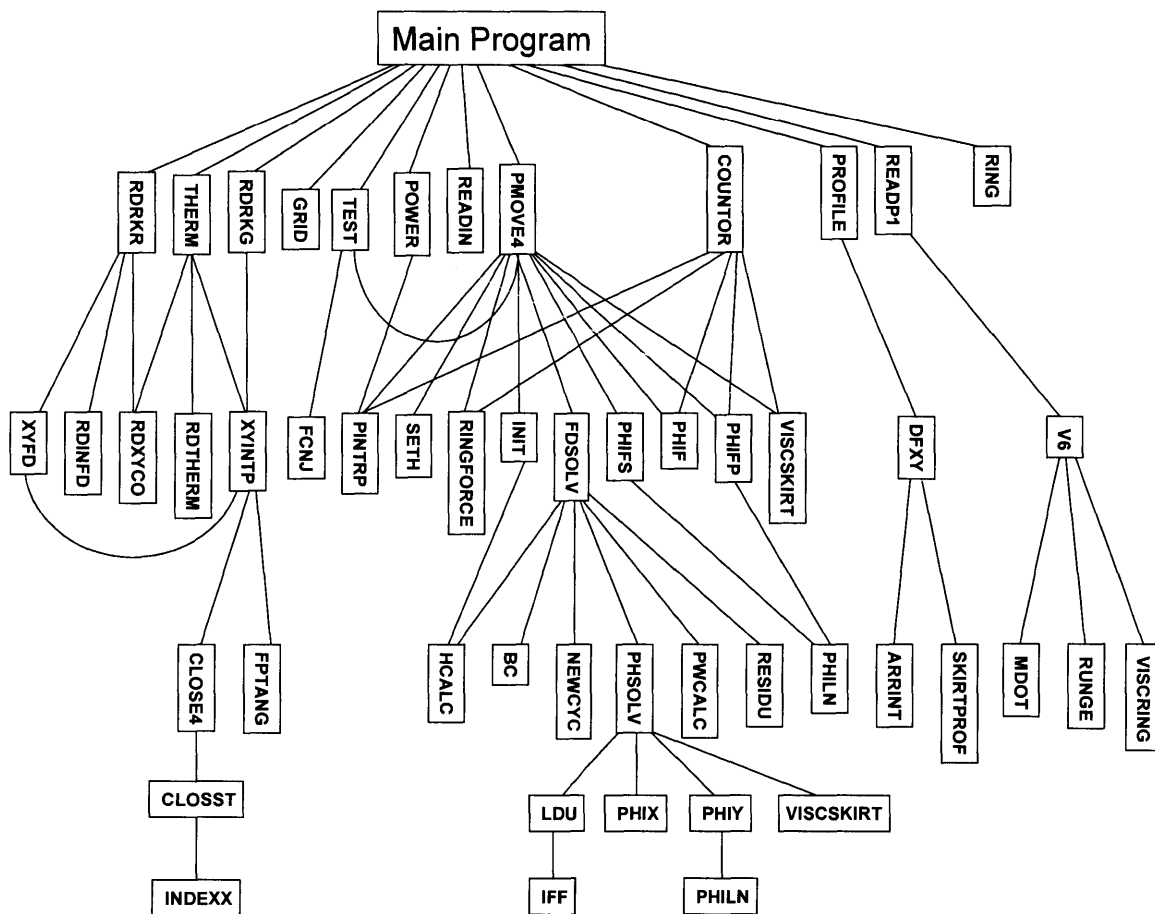 Main Program
RDRKR
THERM
RDRKG
GRID
TEST
POWER
READIN
PMOVE4
COUNTOR
PROFILE
READP1
RING
XYFD
RDINFD
RDXYCO
RDTHERM
XYINTP
FCNJ
PINTRP
SETH
RINGFORCE
INIT
FDSOLV
PHIFS
PHIF
PHIFP
VISCSKIRT
DFXY
V6
CLOSE4
FPTANG
HCALC
BC
NEWCYC
PHSOLV
PWCALC
RESIDU
PHILN
ARRINT
SKIRTPROF
MDOT
RUNGE
VISCRING
CLOSST
LDU
PHIX
PHIY
VISCSKIRT
INDEXX
IFF
PHILN